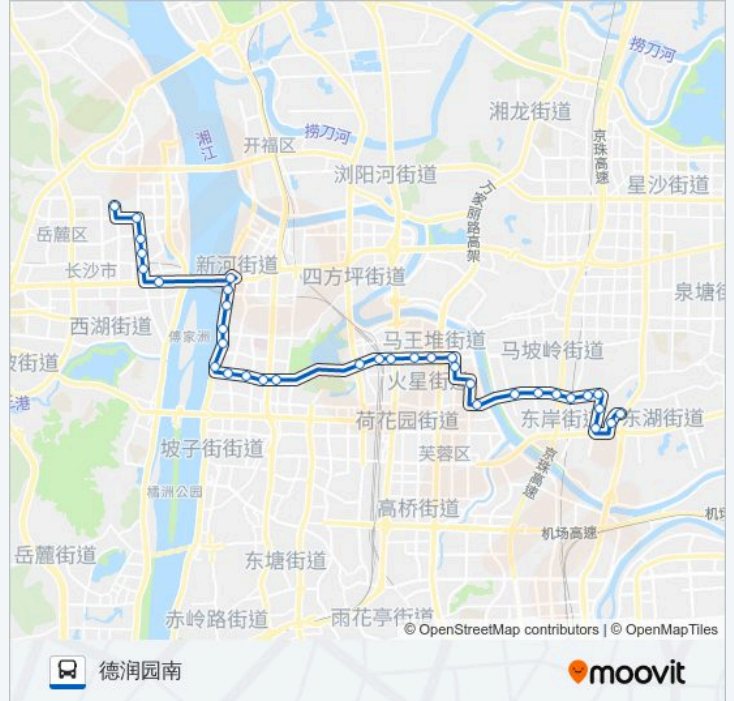 捞刀河
湘龙街道
湘江
捞刀河
开福区
京珠高速
浏阳河街道
星沙街道
万家丽路高架
岳麓区
新河街道
长沙市
四方坪街道
泉塘街
西湖街道
傅家洲
马王堆街道
马坡岭街道
坡街道
火星街
荷花园街道
东岸街
东湖街道
坡子街街道
芙蓉区
京珠高速
橘洲公园
高桥街道
机场高速
机场
岳麓街道
东塘街道
赤岭路街道
雨花亭街道
© OpenStreetMap contributors | © OpenMapTiles
德润园南
moovit